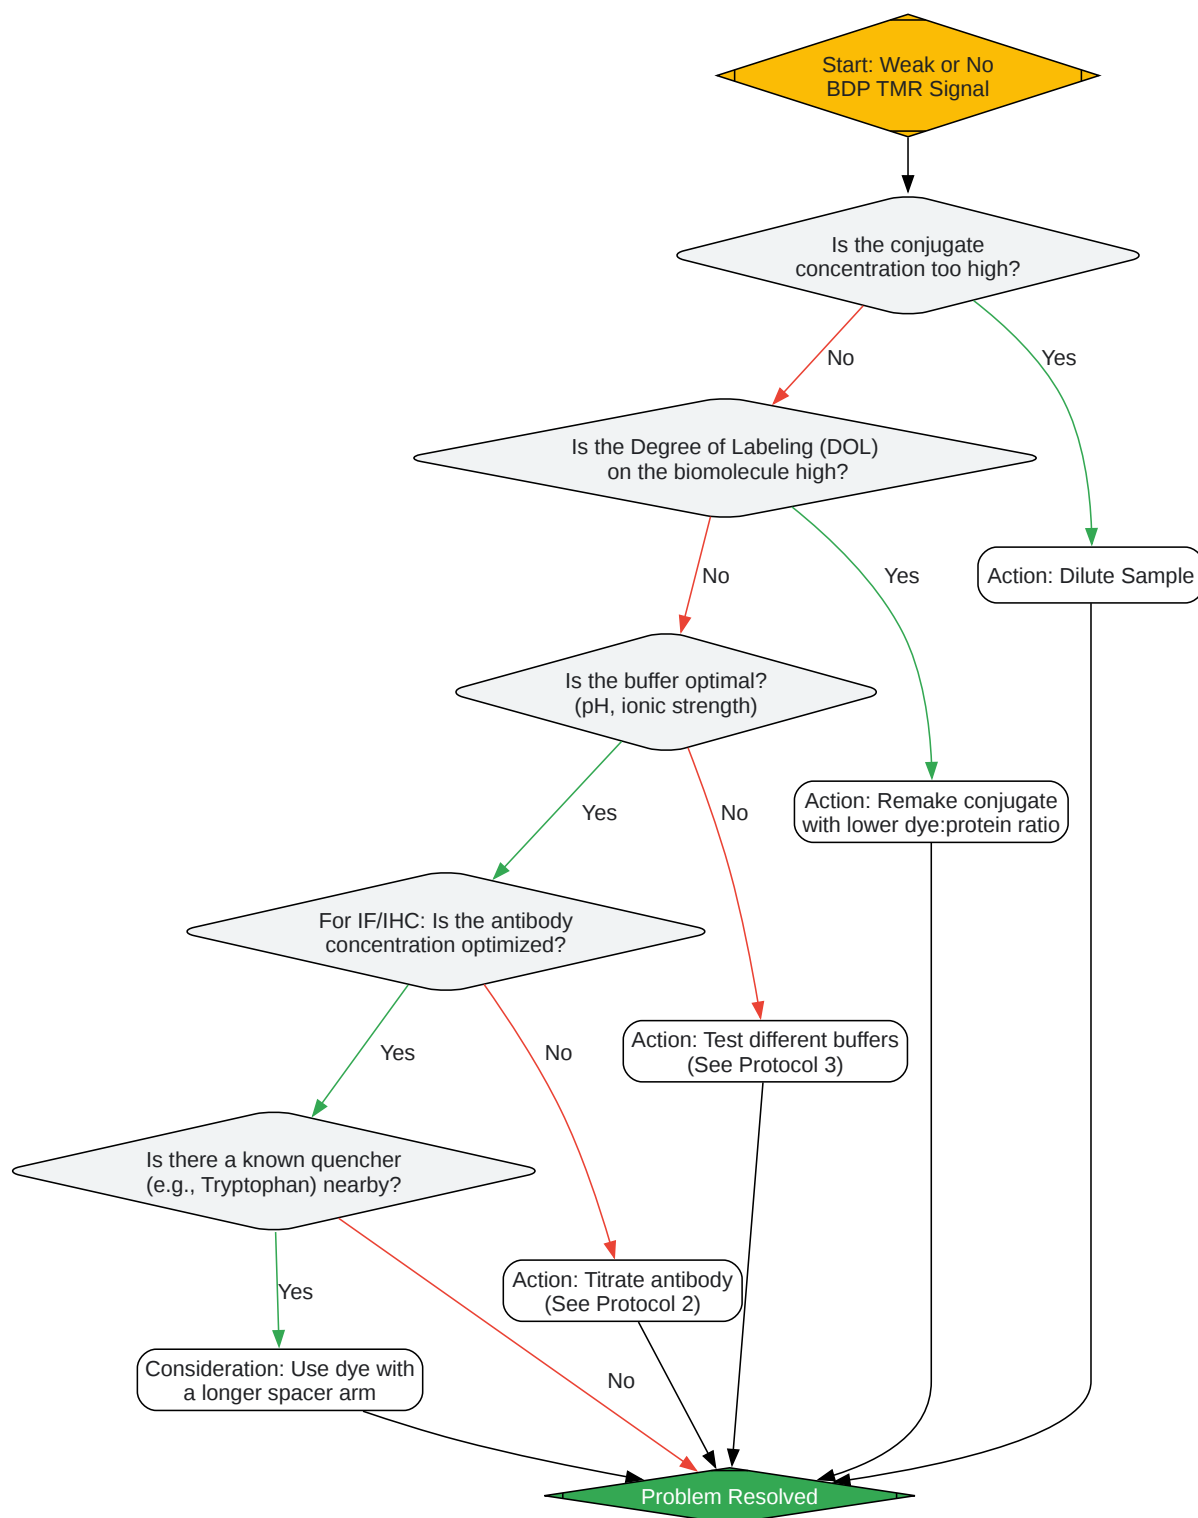 Start: Weak or No
BDP TMR Signal
Is the conjugate
concentration too high?
No
Yes
Is the Degree of Labeling (DOL)
on the biomolecule high?
No
Yes
Action: Dilute Sample
Is the buffer optimal?
(pH, ionic strength)
Yes
No
Action: Remake conjugate
with lower dye:protein ratio
For IF/IHC: Is the antibody
concentration optimized?
Yes
No
Action: Test different buffers
(See Protocol 3)
Is there a known quencher
(e.g., Tryptophan) nearby?
Yes
No
Action: Titrate antibody
(See Protocol 2)
Consideration: Use dye with
a longer spacer arm
Problem Resolved